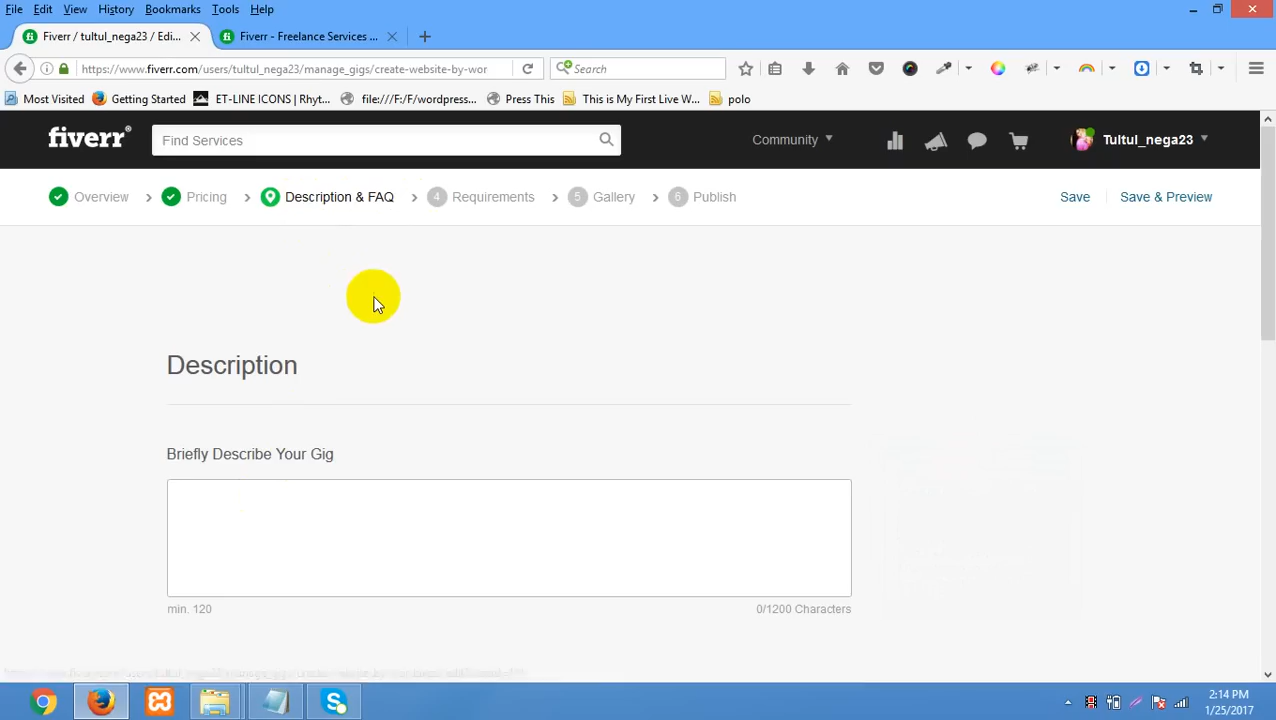 File Edit View History Bookmarks Tools Help
Fiverr / tultul_nega23 / Edi...
Fiverr - Freelance Services ...
https://www.fiverr.com/users/tultul_nega23/manage_gigs/create-website-by-wor
Search
Most Visited Getting Started ET-LINE ICONS | Rhyt... file:///F:/F/wordpress... Press This This is My First Live W... polo
fiverr®
Find Services
Community
Tultul_nega23
Overview Pricing Description & FAQ 4 Requirements 5 Gallery 6 Publish Save Save & Preview
Description
Briefly Describe Your Gig
min. 120
0/1200 Characters
2:14 PM
1/25/2017